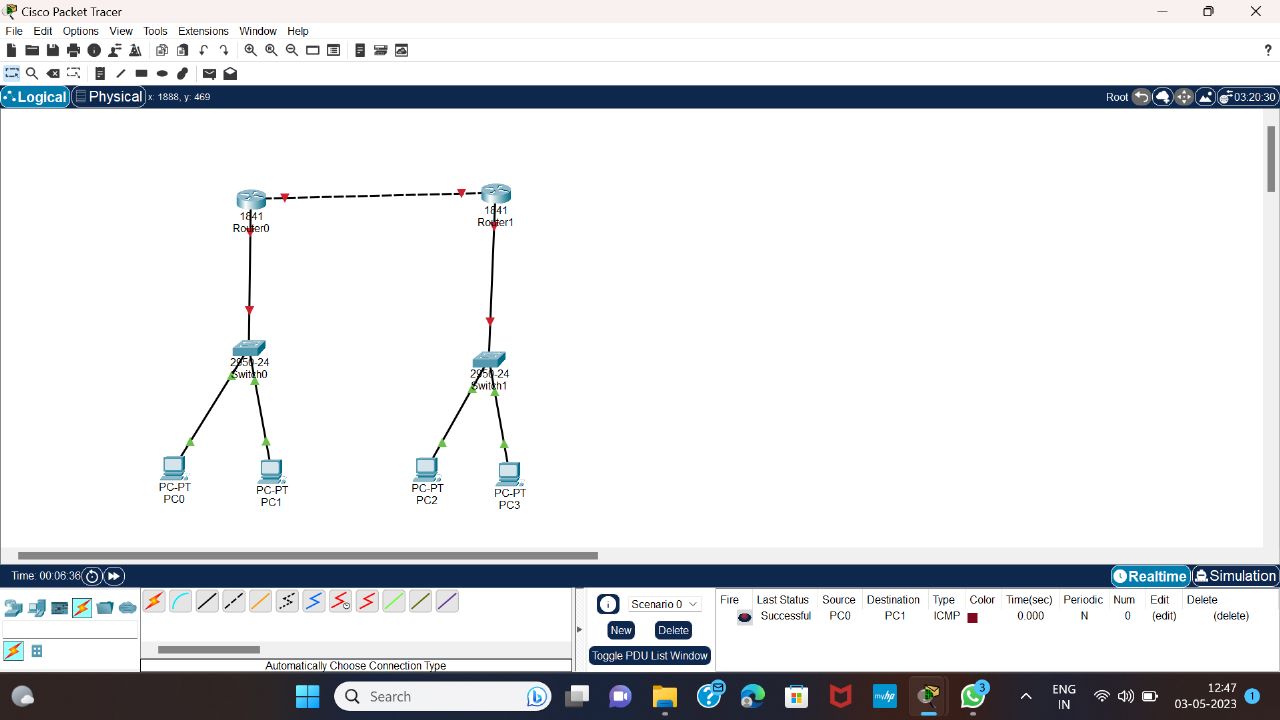 Cisco Packet Tracer
File Edit Options View Tools Extensions Window Help
?
Logical Physical x: 1888, y: 469 Root 03:20:30
1841
Router0
1841
Router1
2950-24
Switch0
2950-24
Switch1
PC-PT
PC0
PC-PT
PC1
PC-PT
PC2
PC-PT
PC3
Time: 00:06:36 Realtime Simulation
Scenario 0
New Delete
Toggle PDU List Window
Fire Last Status Source Destination Type Color Time(sec) Periodic Num Edit Delete
Successful PC0 PC1 ICMP 0.000 N 0 (edit) (delete)
Automatically Choose Connection Type
Search
myhp
3
ENG
IN
12:47
03-05-2023
1